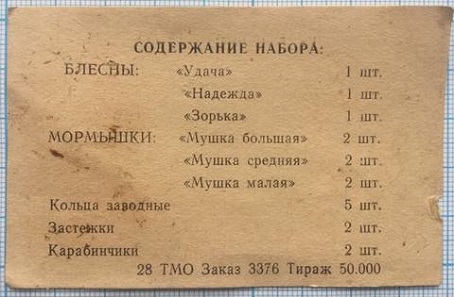 СОДЕРЖАНИЕ НАБОРА:
БЛЕСНЫ: «Удача» 1 шт.
«Надежда» 1 шт.
«Зорька» 1 шт.
МОРМЫШКИ: «Мушка большая» 2 шт.
«Мушка средняя» 2 шт.
«Мушка малая» 2 шт.
Кольца заводные 5 шт.
Застежки 2 шт.
Карабинчики 2 шт.
28 ТМО Заказ 3376 Тираж 50.000